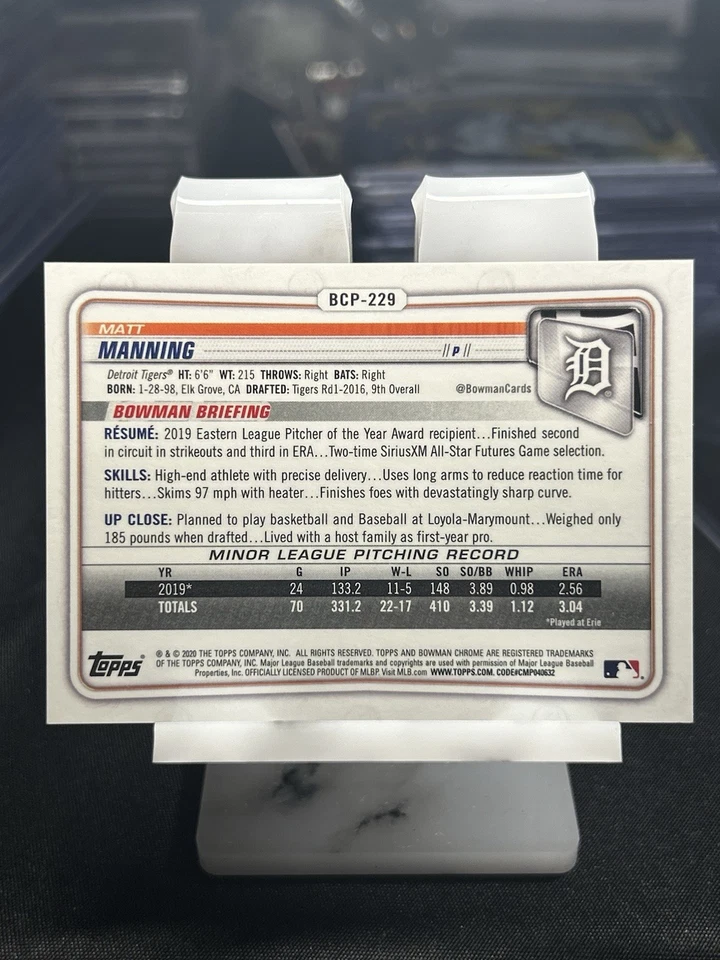 BCP-229
MATT
MANNING // P //
Detroit Tigers® HT: 6'6" WT: 215 THROWS: Right BATS: Right
BORN: 1-28-98, Elk Grove, CA DRAFTED: Tigers Rd1-2016, 9th Overall @BowmanCards
D
BOWMAN BRIEFING
RÉSUMÉ: 2019 Eastern League Pitcher of the Year Award recipient...Finished second
in circuit in strikeouts and third in ERA...Two-time SiriusXM All-Star Futures Game selection.
SKILLS: High-end athlete with precise delivery...Uses long arms to reduce reaction time for
hitters...Skims 97 mph with heater...Finishes foes with devastatingly sharp curve.
UP CLOSE: Planned to play basketball and Baseball at Loyola-Marymount...Weighed only
185 pounds when drafted...Lived with a host family as first-year pro.
MINOR LEAGUE PITCHING RECORD
YR G IP W-L SO SO/BB WHIP ERA
2019* 24 133.2 11-5 148 3.89 0.98 2.56
TOTALS 70 331.2 22-17 410 3.39 1.12 3.04
*Played at Erie
TOPPS
® & © 2020 THE TOPPS COMPANY, INC. ALL RIGHTS RESERVED. TOPPS AND BOWMAN CHROME ARE REGISTERED TRADEMARKS
OF THE TOPPS COMPANY, INC. Major League Baseball trademarks and copyrights are used with permission of Major League Baseball
Properties, Inc. OFFICIALLY LICENSED PRODUCT OF MLBP Visit MLB.com WWW.TOPPS.COM. CODE#CMP040632